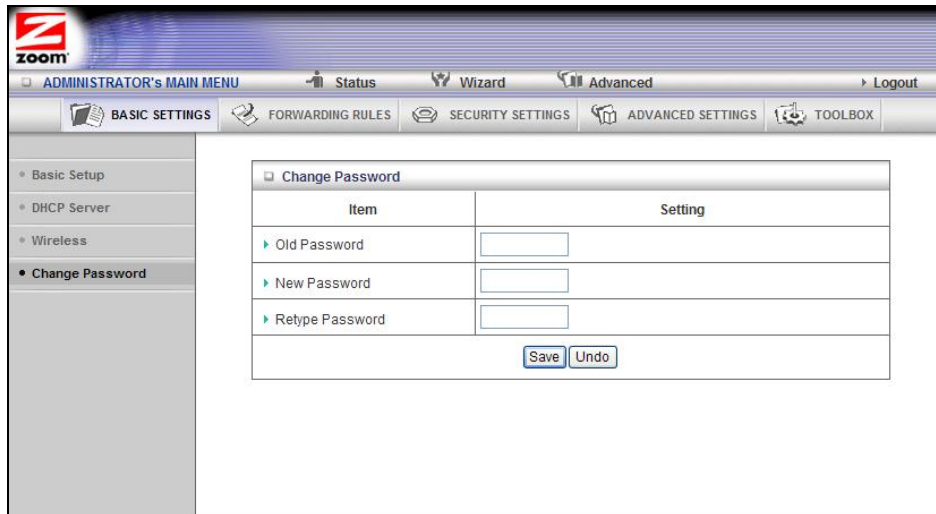 zoom
ADMINISTRATOR's MAIN MENU Status Wizard Advanced Logout
BASIC SETTINGS FORWARDING RULES SECURITY SETTINGS ADVANCED SETTINGS TOOLBOX
Basic Setup
DHCP Server
Wireless
Change Password
Change Password
Item Setting
Old Password
New Password
Retype Password
Save Undo